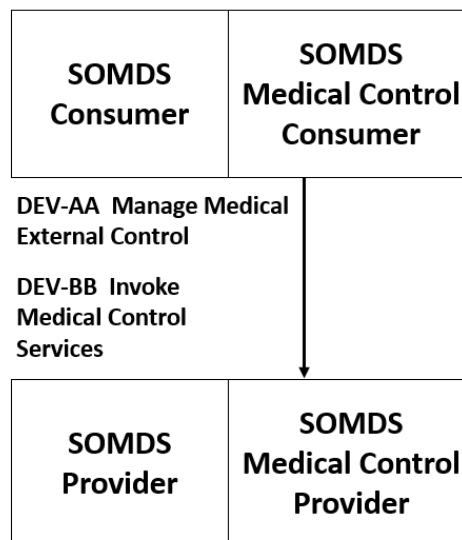 SOMDS
Consumer
SOMDS
Medical Control
Consumer
DEV-AA Manage Medical
External Control
DEV-BB Invoke
Medical Control
Services
SOMDS
Provider
SOMDS
Medical Control
Provider